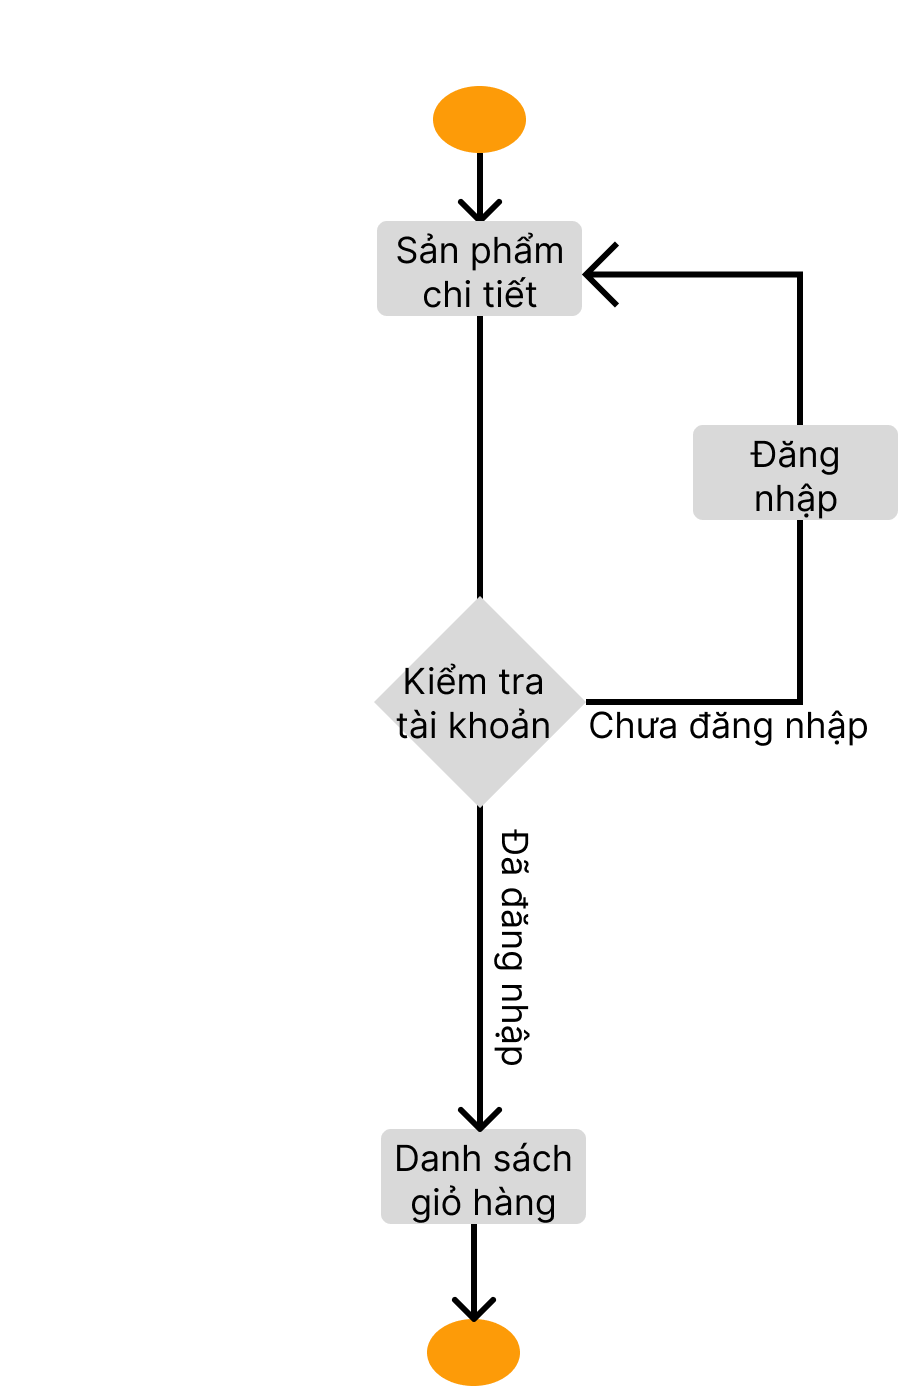 Sản phẩm
chi tiết
Đăng
nhập
Kiểm tra
tài khoản
Chưa đăng nhập
Đã đăng nhập
Danh sách
giỏ hàng